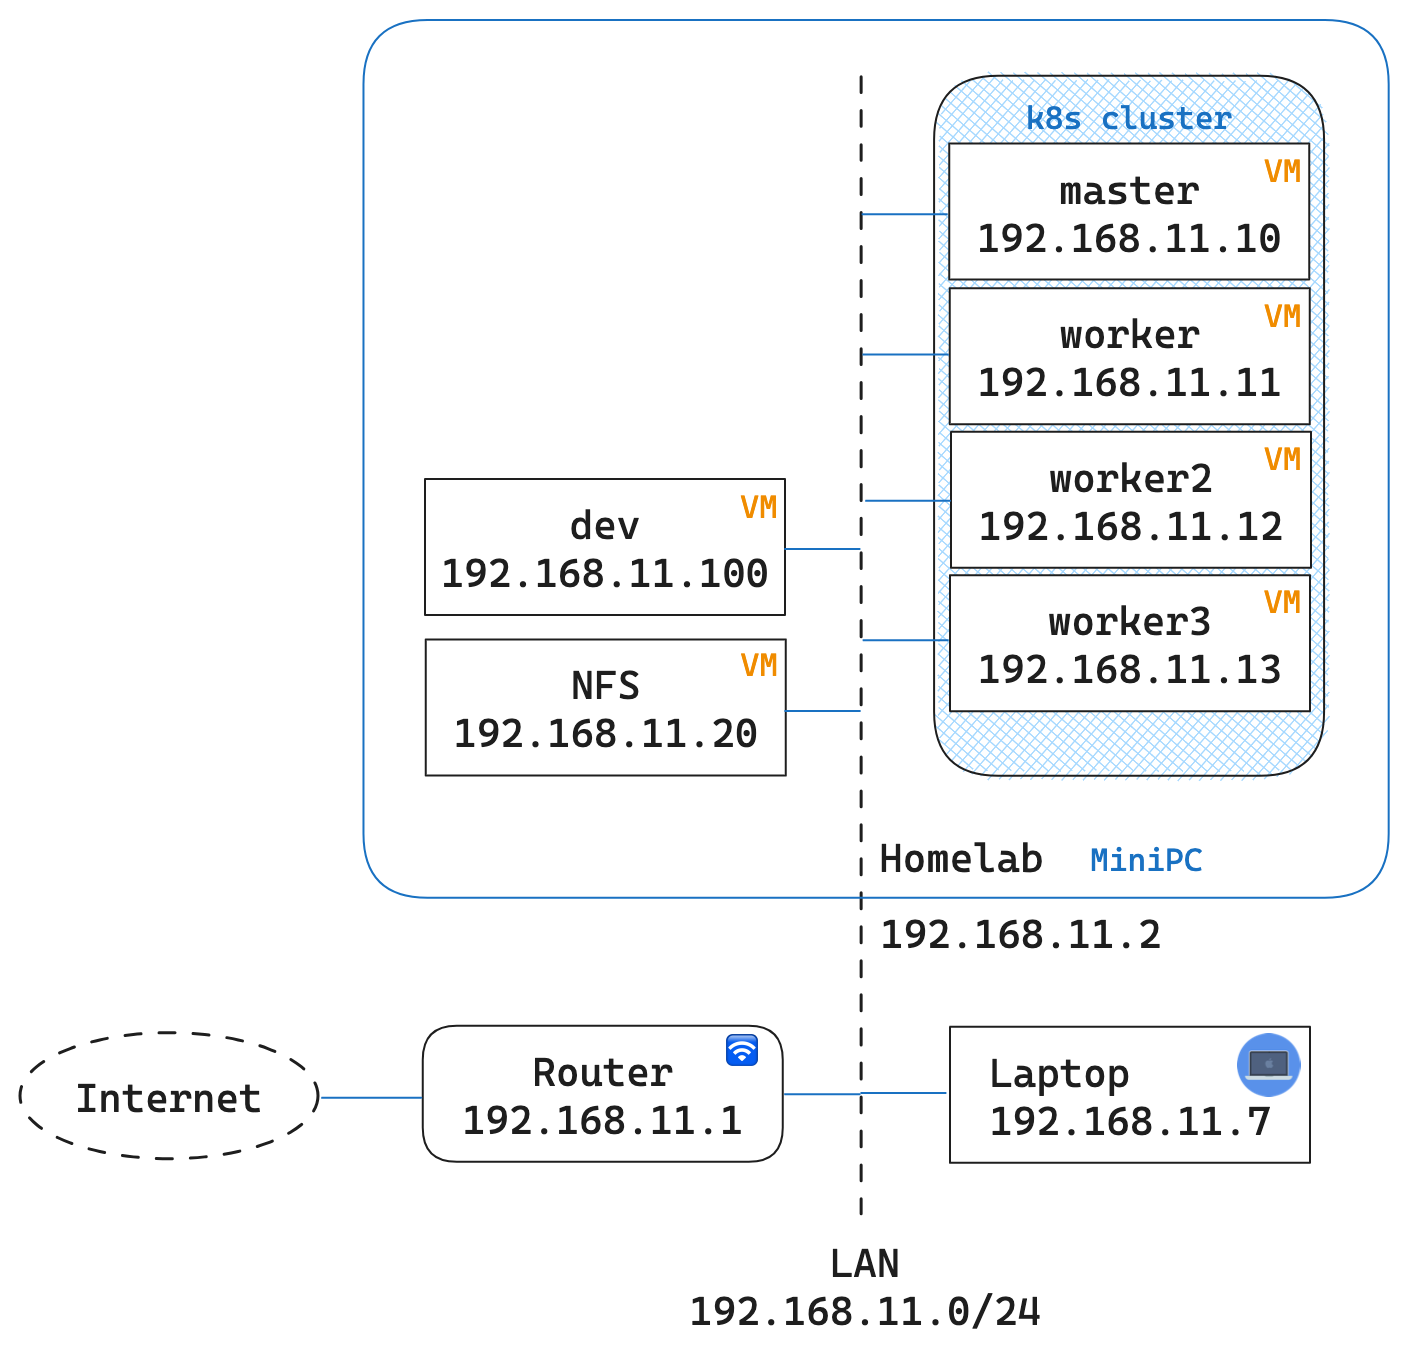 k8s cluster
VM
master
192.168.11.10
VM
worker
192.168.11.11
VM
worker2
192.168.11.12
VM
worker3
192.168.11.13
VM
dev
192.168.11.100
VM
NFS
192.168.11.20
Homelab MiniPC
192.168.11.2
Internet
Router
192.168.11.1
Laptop
192.168.11.7
LAN
192.168.11.0/24